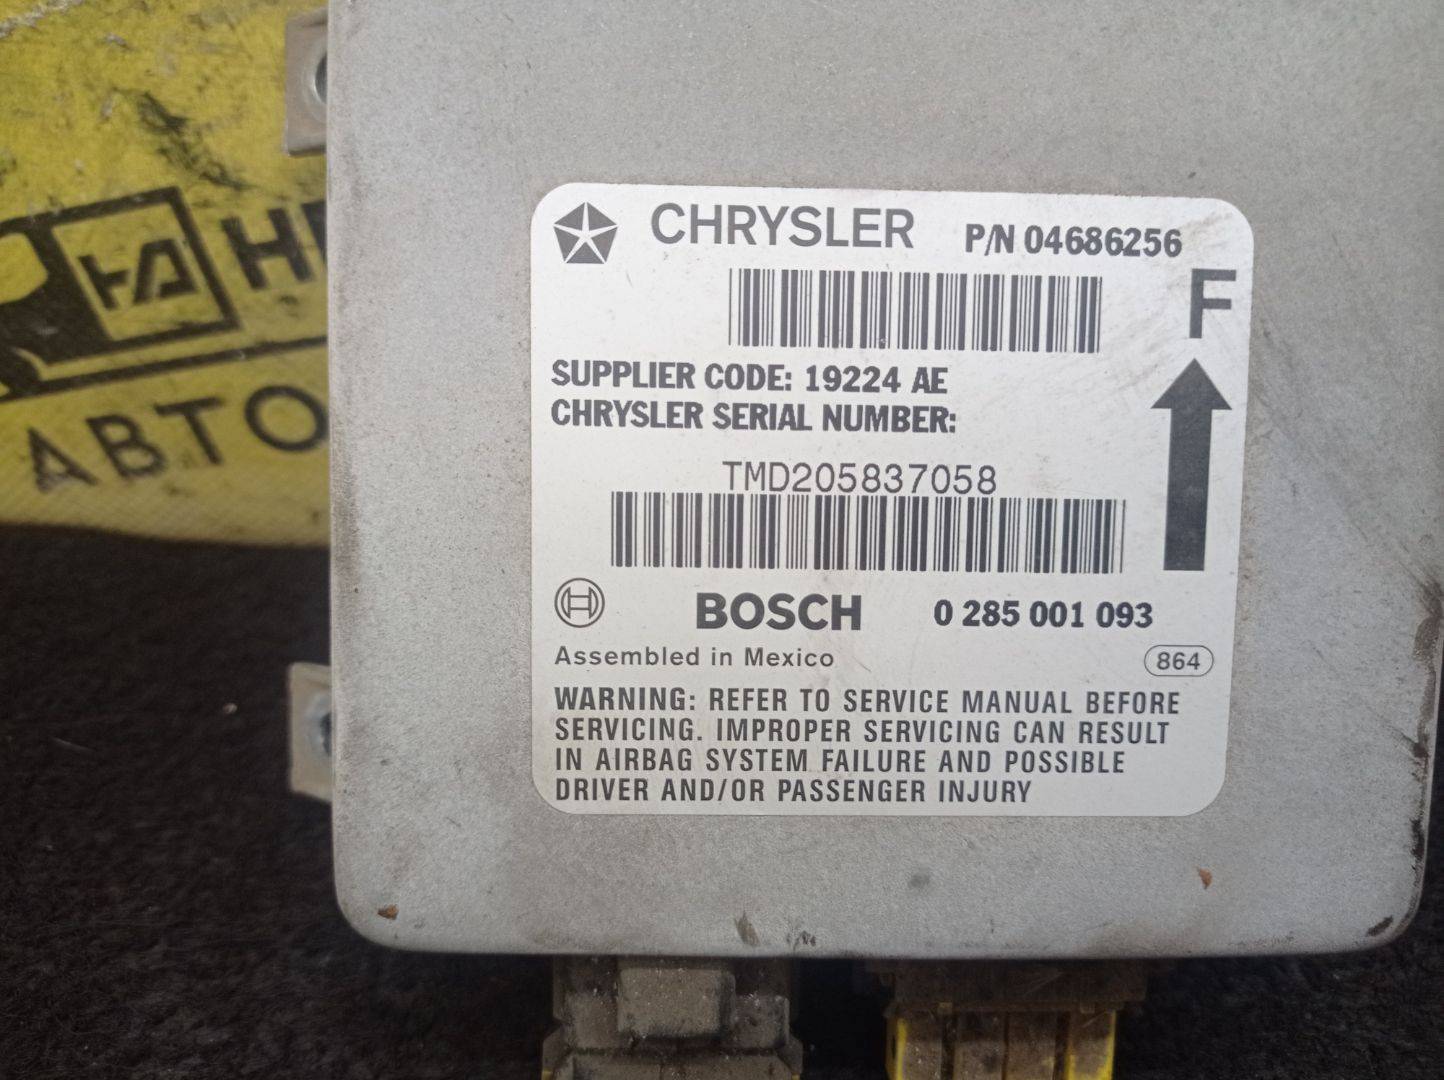 CHRYSLER P/N 04686256
F
SUPPLIER CODE: 19224 AE
CHRYSLER SERIAL NUMBER:
TMD205837058
BOSCH 0 285 001 093
Assembled in Mexico 864
WARNING: REFER TO SERVICE MANUAL BEFORE
SERVICING. IMPROPER SERVICING CAN RESULT
IN AIRBAG SYSTEM FAILURE AND POSSIBLE
DRIVER AND/OR PASSENGER INJURY
АВТО